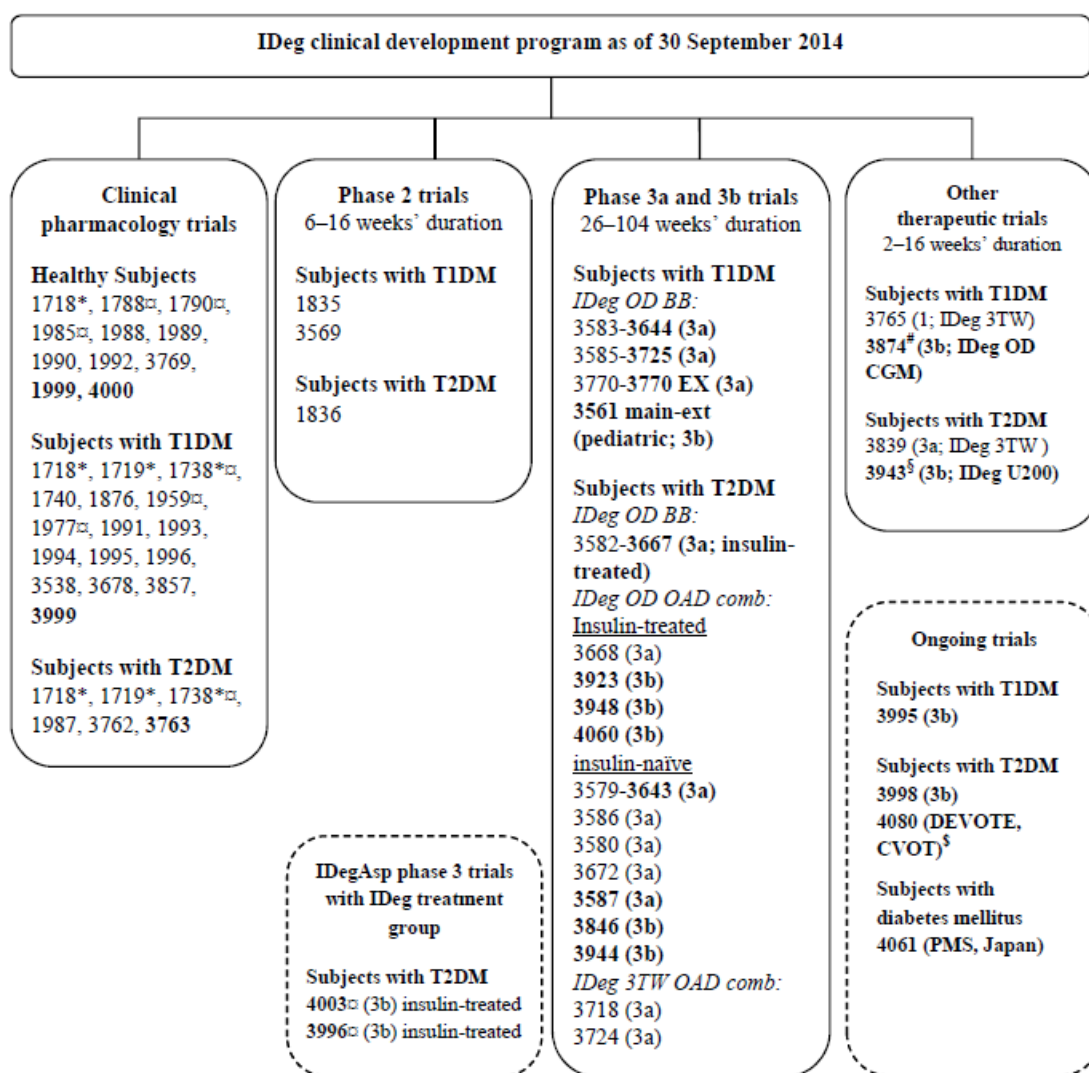 IDeg clinical development program as of 30 September 2014
Clinical
pharmacology trials
Healthy Subjects
1718*, 1788¤, 1790¤,
1985¤, 1988, 1989,
1990, 1992, 3769,
1999, 4000
Subjects with T1DM
1718*, 1719*, 1738*¤,
1740, 1876, 1959¤,
1977¤, 1991, 1993,
1994, 1995, 1996,
3538, 3678, 3857,
3999
Subjects with T2DM
1718*, 1719*, 1738*¤,
1987, 3762, 3763
Phase 2 trials
6–16 weeks' duration
Subjects with T1DM
1835
3569
Subjects with T2DM
1836
IDegAsp phase 3 trials
with IDeg treatment
group
Subjects with T2DM
4003¤ (3b) insulin-treated
3996¤ (3b) insulin-treated
Phase 3a and 3b trials
26–104 weeks' duration
Subjects with T1DM
IDeg OD BB:
3583-3644 (3a)
3585-3725 (3a)
3770-3770 EX (3a)
3561 main-ext
(pediatric; 3b)
Subjects with T2DM
IDeg OD BB:
3582-3667 (3a; insulin-
treated)
IDeg OD OAD comb:
Insulin-treated
3668 (3a)
3923 (3b)
3948 (3b)
4060 (3b)
insulin-naïve
3579-3643 (3a)
3586 (3a)
3580 (3a)
3672 (3a)
3587 (3a)
3846 (3b)
3944 (3b)
IDeg 3TW OAD comb:
3718 (3a)
3724 (3a)
Other
therapeutic trials
2–16 weeks' duration
Subjects with T1DM
3765 (1; IDeg 3TW)
3874# (3b; IDeg OD
CGM)
Subjects with T2DM
3839 (3a; IDeg 3TW )
3943§ (3b; IDeg U200)
Ongoing trials
Subjects with T1DM
3995 (3b)
Subjects with T2DM
3998 (3b)
4080 (DEVOTE,
CVOT)$
Subjects with
diabetes mellitus
4061 (PMS, Japan)